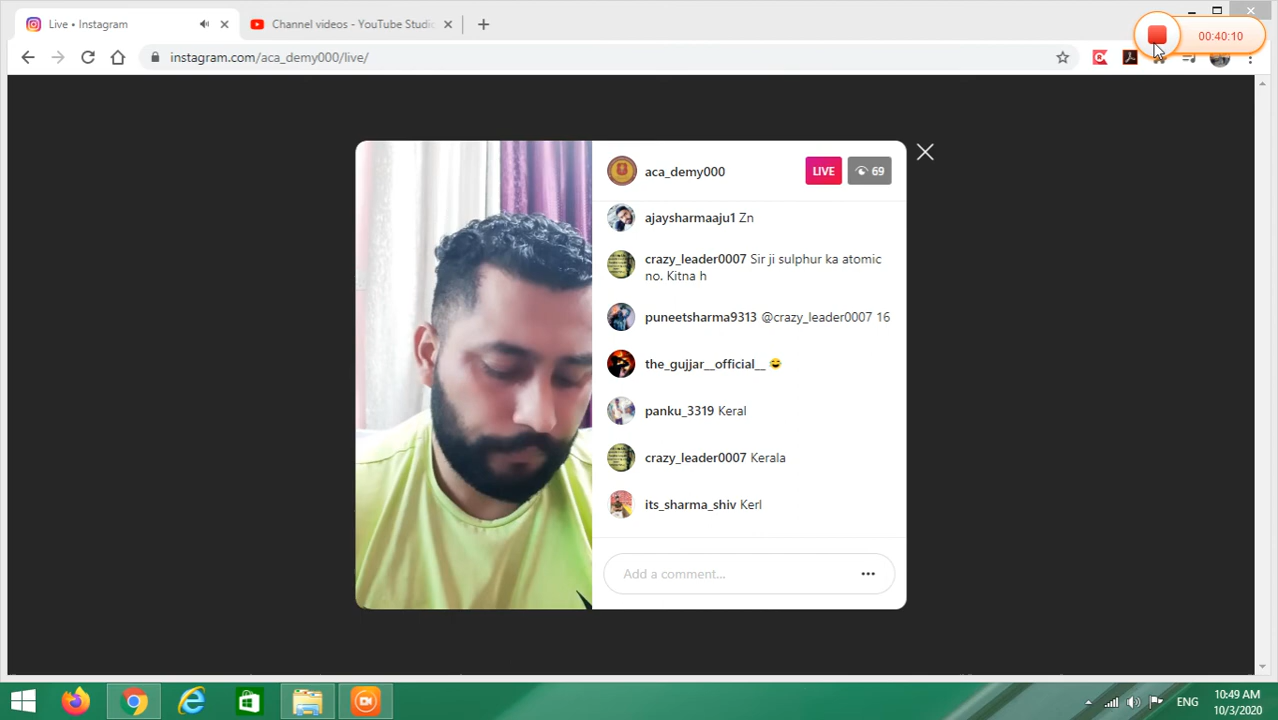 Live • Instagram
Channel videos - YouTube Studi
00:40:10
instagram.com/aca_demy000/live/
aca_demy000
LIVE
69
ajaysharmaaju1 Zn
crazy_leader0007 Sir ji sulphur ka atomic
no. Kitna h
puneetsharma9313 @crazy_leader0007 16
the_gujjar__official__ 😂
panku_3319 Keral
crazy_leader0007 Kerala
its_sharma_shiv Kerl
Add a comment...
ENG
10:49 AM
10/3/2020